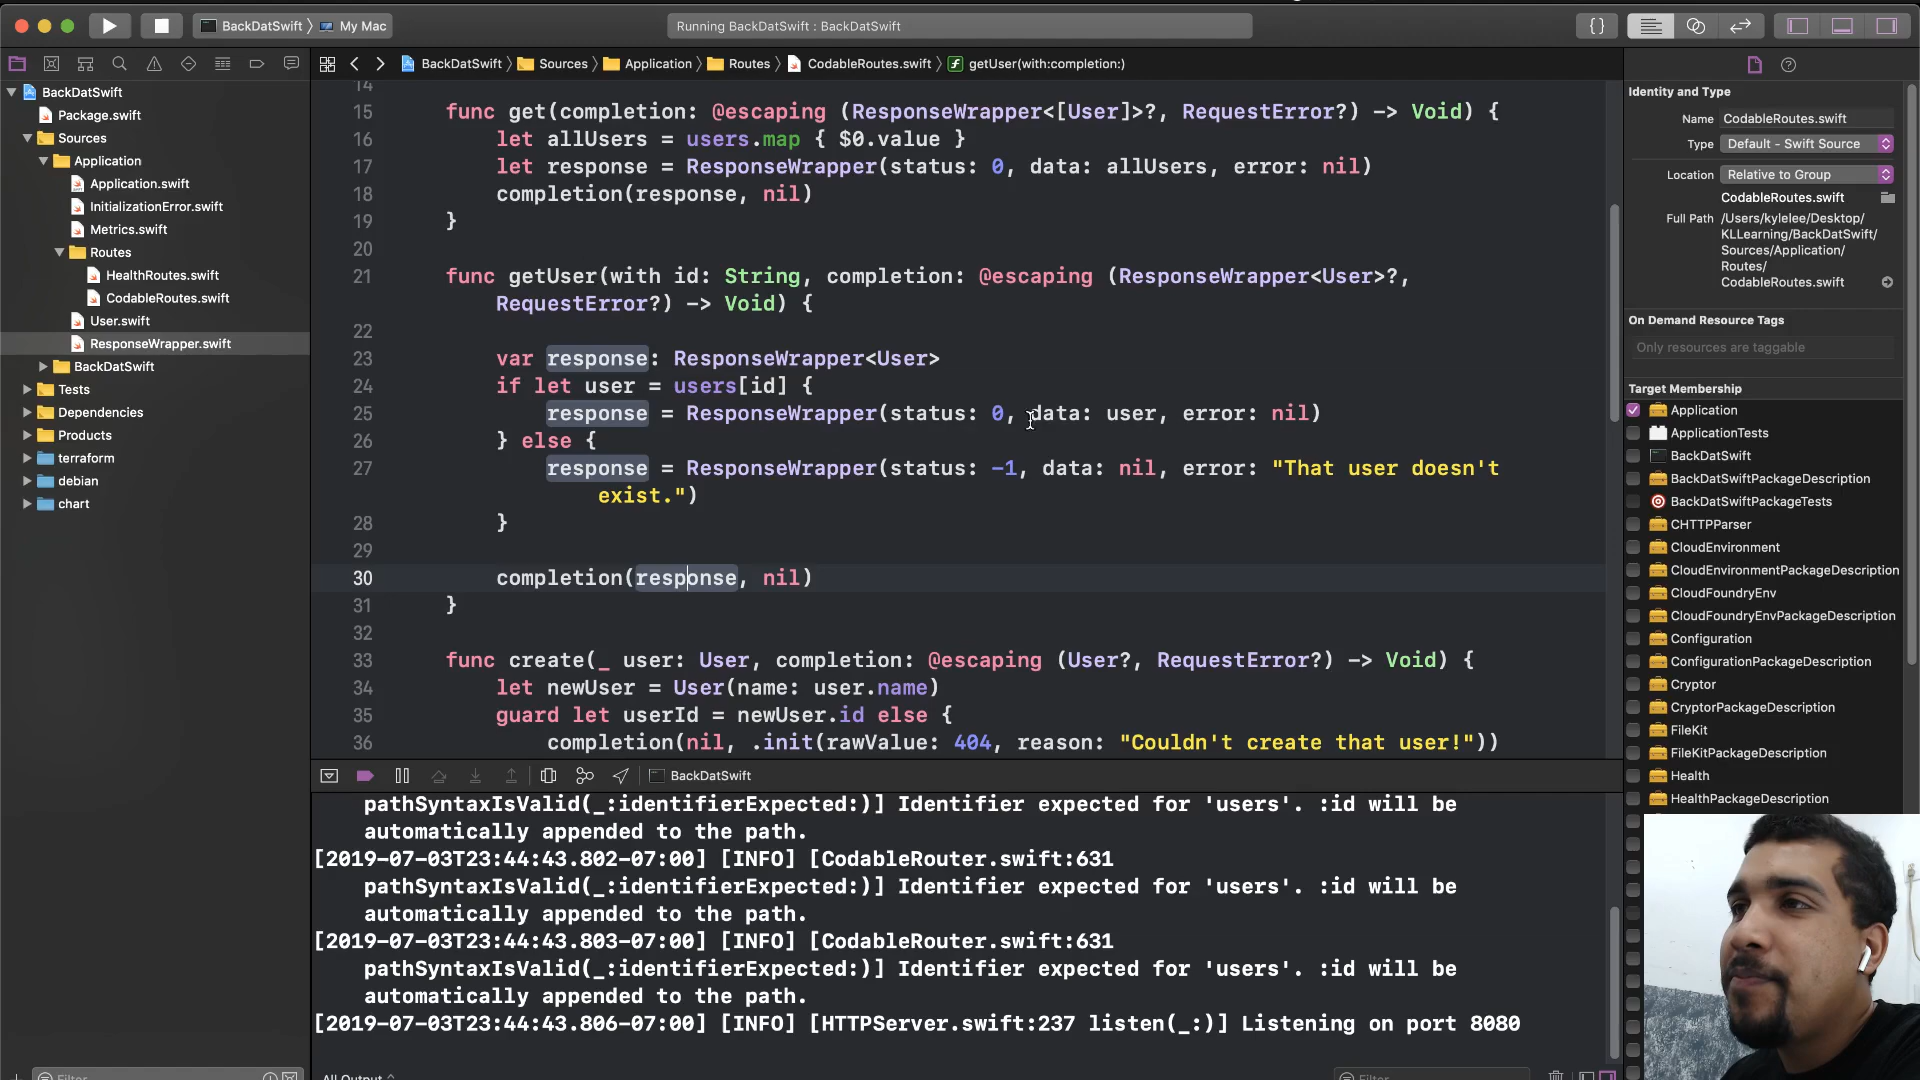 BackDatSwift
My Mac
Running BackDatSwift : BackDatSwift
BackDatSwift
Sources
Application
Routes
CodableRoutes.swift
getUser(with:completion:)
BackDatSwift
Package.swift
Sources
Application
Application.swift
InitializationError.swift
Metrics.swift
Routes
HealthRoutes.swift
CodableRoutes.swift
User.swift
ResponseWrapper.swift
BackDatSwift
Tests
Dependencies
Products
terraform
debian
chart
14
15 func get(completion: @escaping (ResponseWrapper<[User]>?, RequestError?) -> Void) {
16 let allUsers = users.map { $0.value }
17 let response = ResponseWrapper(status: 0, data: allUsers, error: nil)
18 completion(response, nil)
19 }
20
21 func getUser(with id: String, completion: @escaping (ResponseWrapper<User>?,
RequestError?) -> Void) {
22
23 var response: ResponseWrapper<User>
24 if let user = users[id] {
25 response = ResponseWrapper(status: 0, data: user, error: nil)
26 } else {
27 response = ResponseWrapper(status: -1, data: nil, error: "That user doesn't
exist.")
28 }
29
30 completion(response, nil)
31 }
32
33 func create(_ user: User, completion: @escaping (User?, RequestError?) -> Void) {
34 let newUser = User(name: user.name)
35 guard let userId = newUser.id else {
36 completion(nil, .init(rawValue: 404, reason: "Couldn't create that user!"))
BackDatSwift
pathSyntaxIsValid(_:identifierExpected:)] Identifier expected for 'users'. :id will be
automatically appended to the path.
[2019-07-03T23:44:43.802-07:00] [INFO] [CodableRouter.swift:631
pathSyntaxIsValid(_:identifierExpected:)] Identifier expected for 'users'. :id will be
automatically appended to the path.
[2019-07-03T23:44:43.803-07:00] [INFO] [CodableRouter.swift:631
pathSyntaxIsValid(_:identifierExpected:)] Identifier expected for 'users'. :id will be
automatically appended to the path.
[2019-07-03T23:44:43.806-07:00] [INFO] [HTTPServer.swift:237 listen(_:)] Listening on port 8080
Filter
All Output
Filter
Identity and Type
Name CodableRoutes.swift
Type Default - Swift Source
Location Relative to Group
CodableRoutes.swift
Full Path /Users/kylelee/Desktop/
KLLearning/BackDatSwift/
Sources/Application/
Routes/
CodableRoutes.swift
On Demand Resource Tags
Only resources are taggable
Target Membership
Application
ApplicationTests
BackDatSwift
BackDatSwiftPackageDescription
BackDatSwiftPackageTests
CHTTPParser
CloudEnvironment
CloudEnvironmentPackageDescription
CloudFoundryEnv
CloudFoundryEnvPackageDescription
Configuration
ConfigurationPackageDescription
Cryptor
CryptorPackageDescription
FileKit
FileKitPackageDescription
Health
HealthPackageDescription